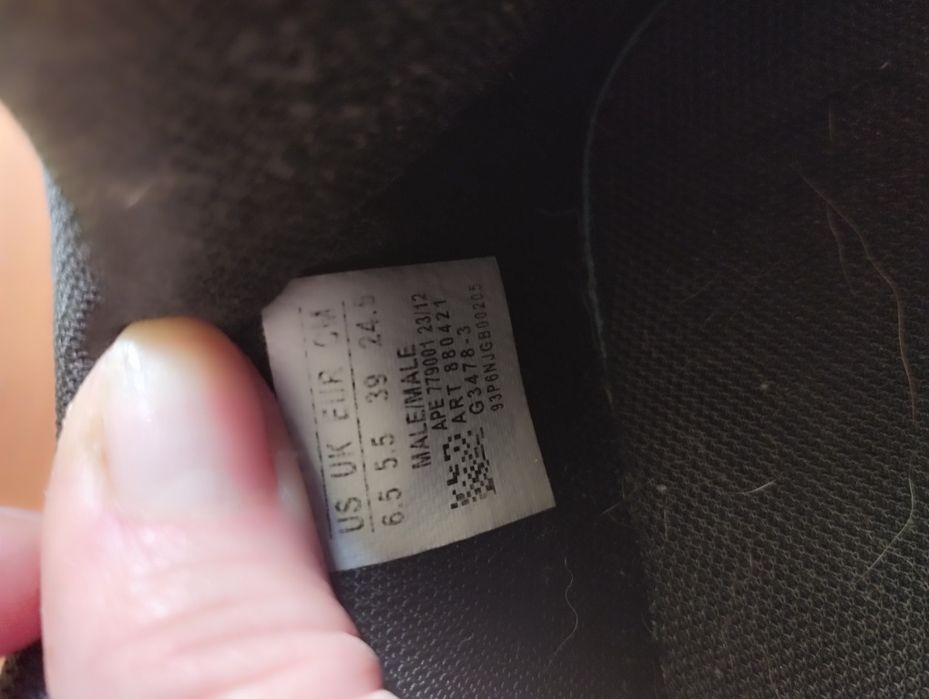 US UK EUR CM
6.5 5.5 39 24.5
MALE/MALE
APE 779001 23/12
ART 880421
G3478-3
93P6NJGB00205